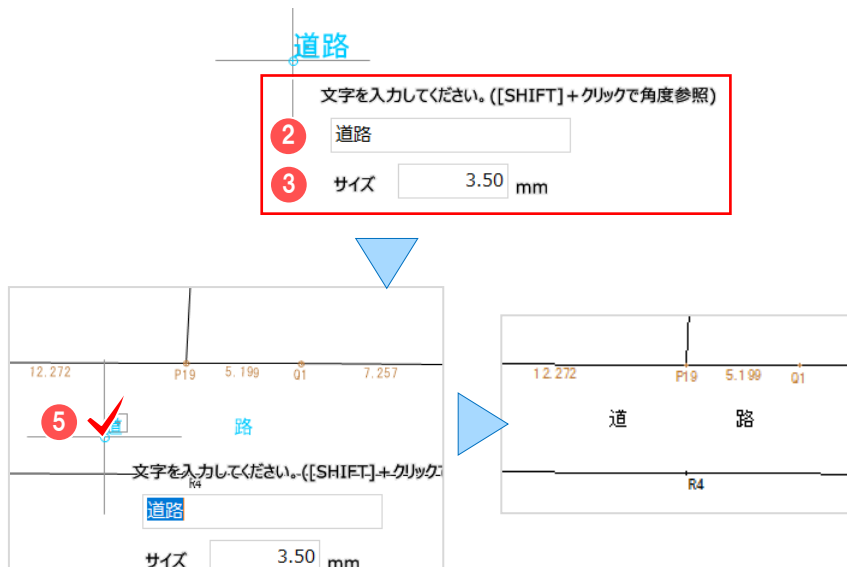 道路
文字を入力してください。([SHIFT]+クリックで角度参照)
2 道路
3 サイズ 3.50 mm
12.272 P19 5.199 Q1 7.257
5 道 路
文字を入力してください。([SHIFT]+クリック
R4
道路
サイズ 3.50 mm
12.272 P19 5.199 Q1
道 路
R4